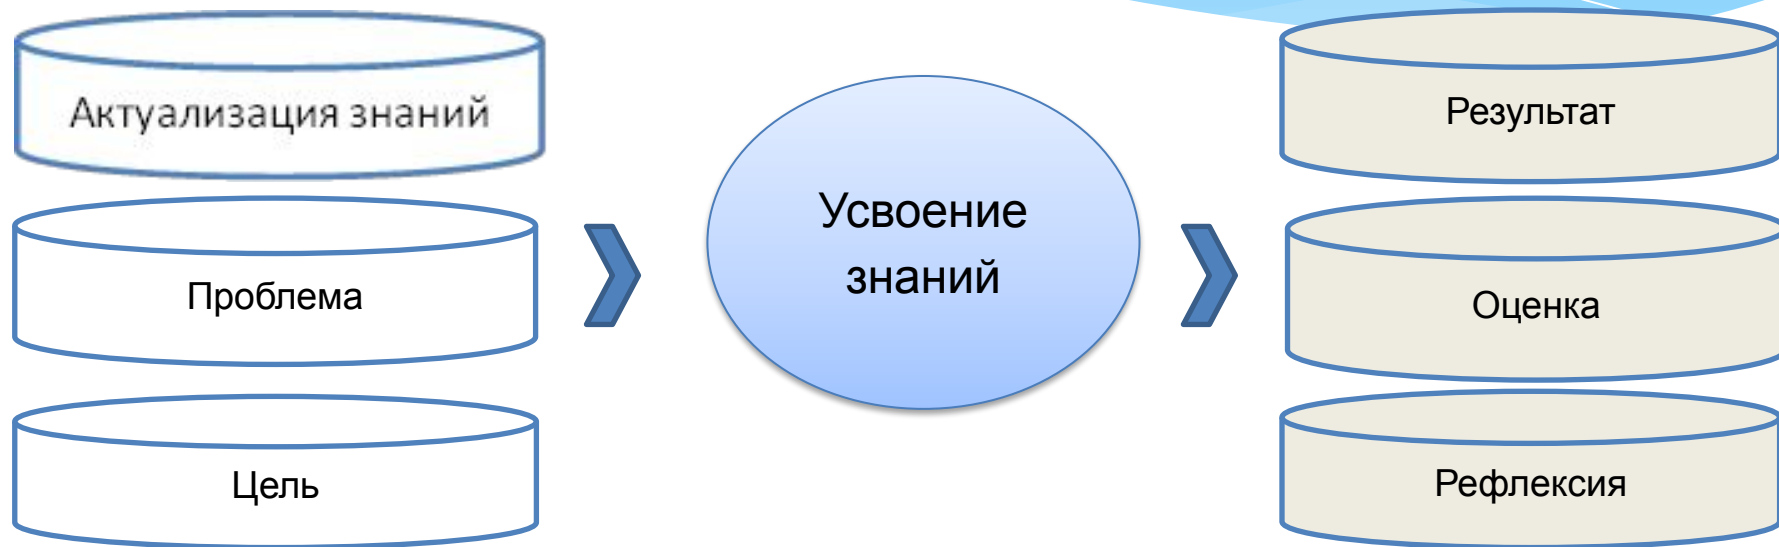 Актуализация знаний
Проблема
Цель
Усвоение
знаний
Результат
Оценка
Рефлексия